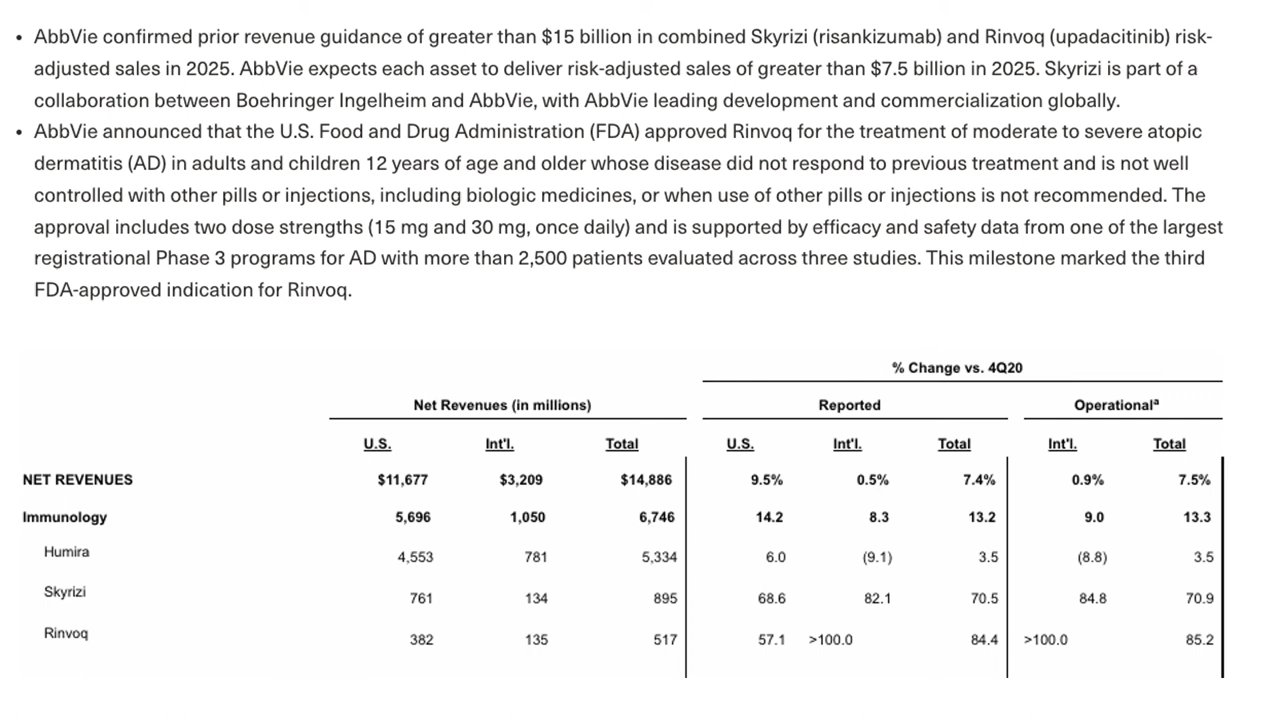 • AbbVie confirmed prior revenue guidance of greater than $15 billion in combined Skyrizi (risankizumab) and Rinvoq (upadacitinib) risk-
adjusted sales in 2025. AbbVie expects each asset to deliver risk-adjusted sales of greater than $7.5 billion in 2025. Skyrizi is part of a
collaboration between Boehringer Ingelheim and AbbVie, with AbbVie leading development and commercialization globally.
• AbbVie announced that the U.S. Food and Drug Administration (FDA) approved Rinvoq for the treatment of moderate to severe atopic
dermatitis (AD) in adults and children 12 years of age and older whose disease did not respond to previous treatment and is not well
controlled with other pills or injections, including biologic medicines, or when use of other pills or injections is not recommended. The
approval includes two dose strengths (15 mg and 30 mg, once daily) and is supported by efficacy and safety data from one of the largest
registrational Phase 3 programs for AD with more than 2,500 patients evaluated across three studies. This milestone marked the third
FDA-approved indication for Rinvoq.
% Change vs. 4Q20
Net Revenues (in millions) Reported Operationalª
U.S. Int'l. Total U.S. Int'l. Total Int'l. Total
NET REVENUES $11,677 $3,209 $14,886 9.5% 0.5% 7.4% 0.9% 7.5%
Immunology 5,696 1,050 6,746 14.2 8.3 13.2 9.0 13.3
Humira 4,553 781 5,334 6.0 (9.1) 3.5 (8.8) 3.5
Skyrizi 761 134 895 68.6 82.1 70.5 84.8 70.9
Rinvoq 382 135 517 57.1 >100.0 84.4 >100.0 85.2